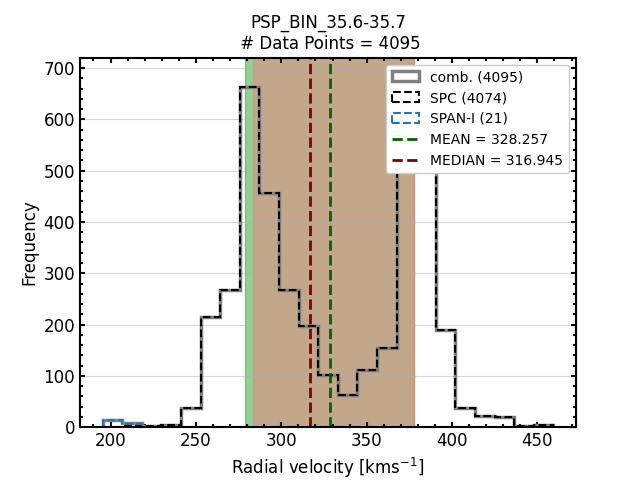 PSP_BIN_35.6-35.7
# Data Points = 4095
700
600
500
400
300
200
100
0
Frequency
comb. (4095)
SPC (4074)
SPAN-I (21)
MEAN = 328.257
MEDIAN = 316.945
200 250 300 350 400 450
Radial velocity [kms⁻¹]